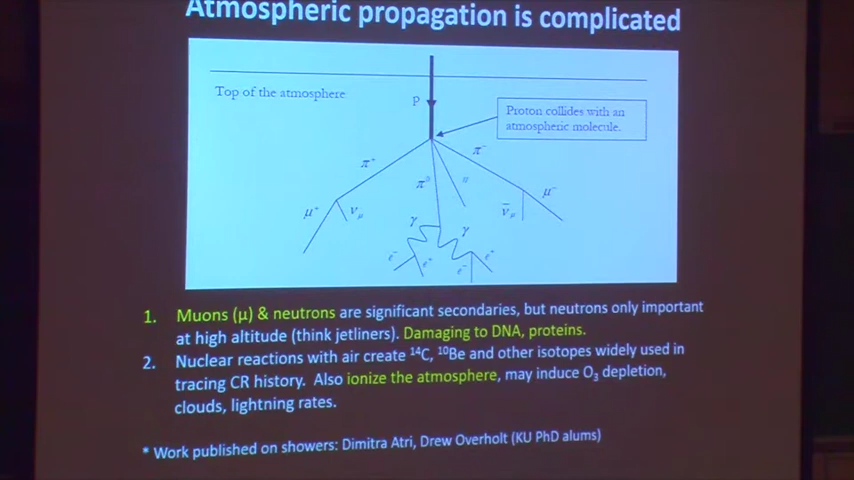 Atmospheric propagation is complicated
Top of the atmosphere
p
Proton collides with an
atmospheric molecule.
π⁺
π⁻
π⁰
n
μ⁺
ν_μ
ν̄_μ
μ⁻
γ
γ
e⁻
e⁺
e⁻
e⁺
1. Muons (μ) & neutrons are significant secondaries, but neutrons only important
at high altitude (think jetliners). Damaging to DNA, proteins.
2. Nuclear reactions with air create ¹⁴C, ¹⁰Be and other isotopes widely used in
tracing CR history. Also ionize the atmosphere, may induce O₃ depletion,
clouds, lightning rates.
* Work published on showers: Dimitra Atri, Drew Overholt (KU PhD alums)